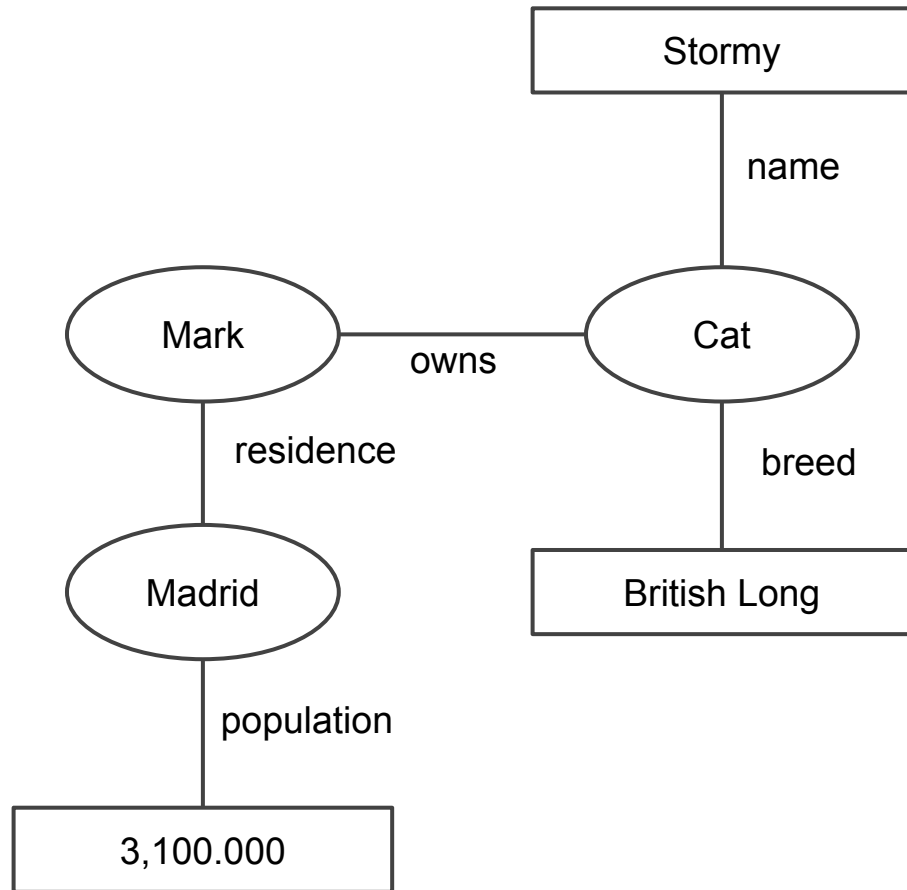 Stormy
name
Mark
owns
Cat
residence
breed
Madrid
British Long
population
3,100.000